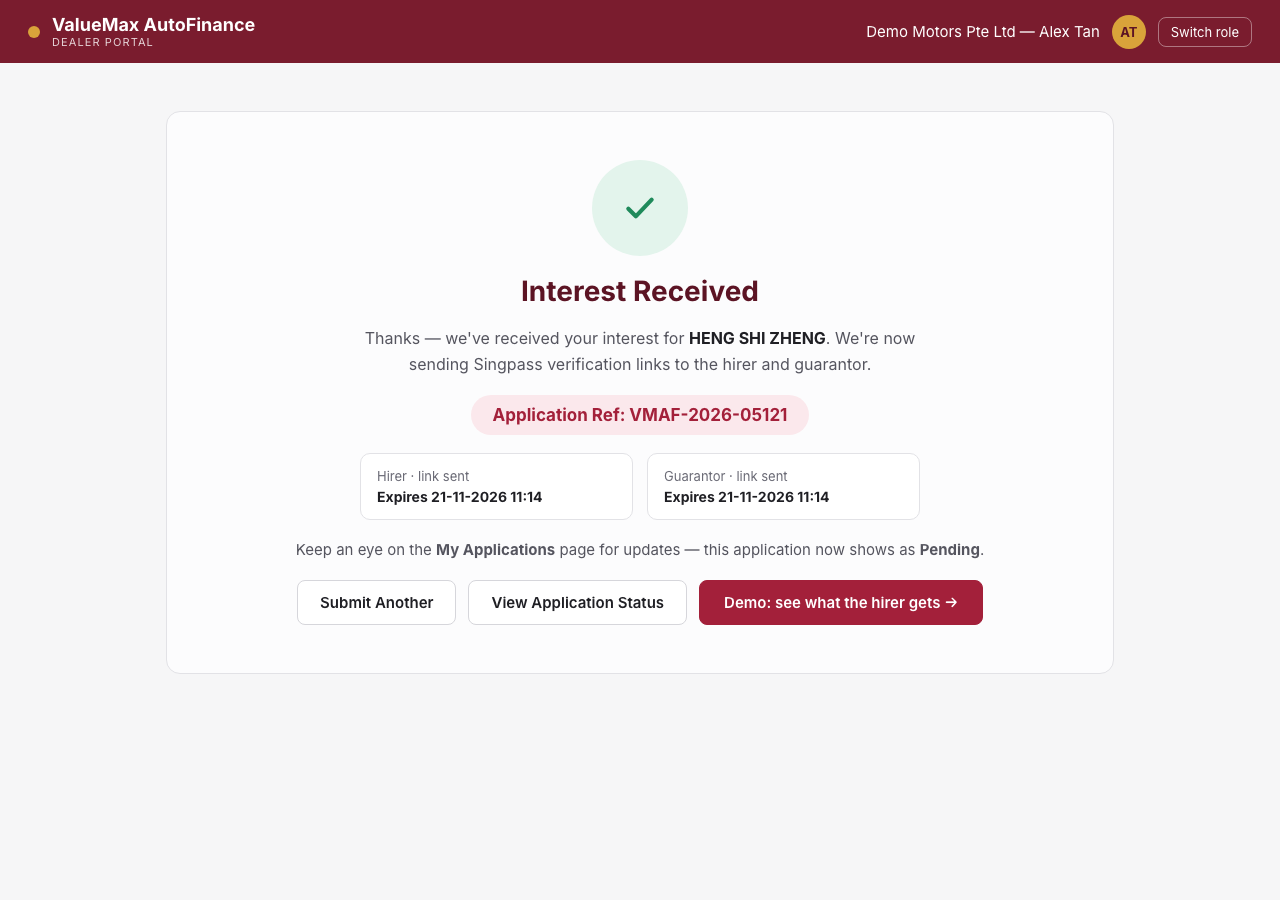 ValueMax AutoFinance
DEALER PORTAL
Demo Motors Pte Ltd — Alex Tan
AT
Switch role
Interest Received
Thanks — we've received your interest for HENG SHI ZHENG. We're now
sending Singpass verification links to the hirer and guarantor.
Application Ref: VMAF-2026-05121
Hirer · link sent
Expires 21-11-2026 11:14
Guarantor · link sent
Expires 21-11-2026 11:14
Keep an eye on the My Applications page for updates — this application now shows as Pending.
Submit Another
View Application Status
Demo: see what the hirer gets →